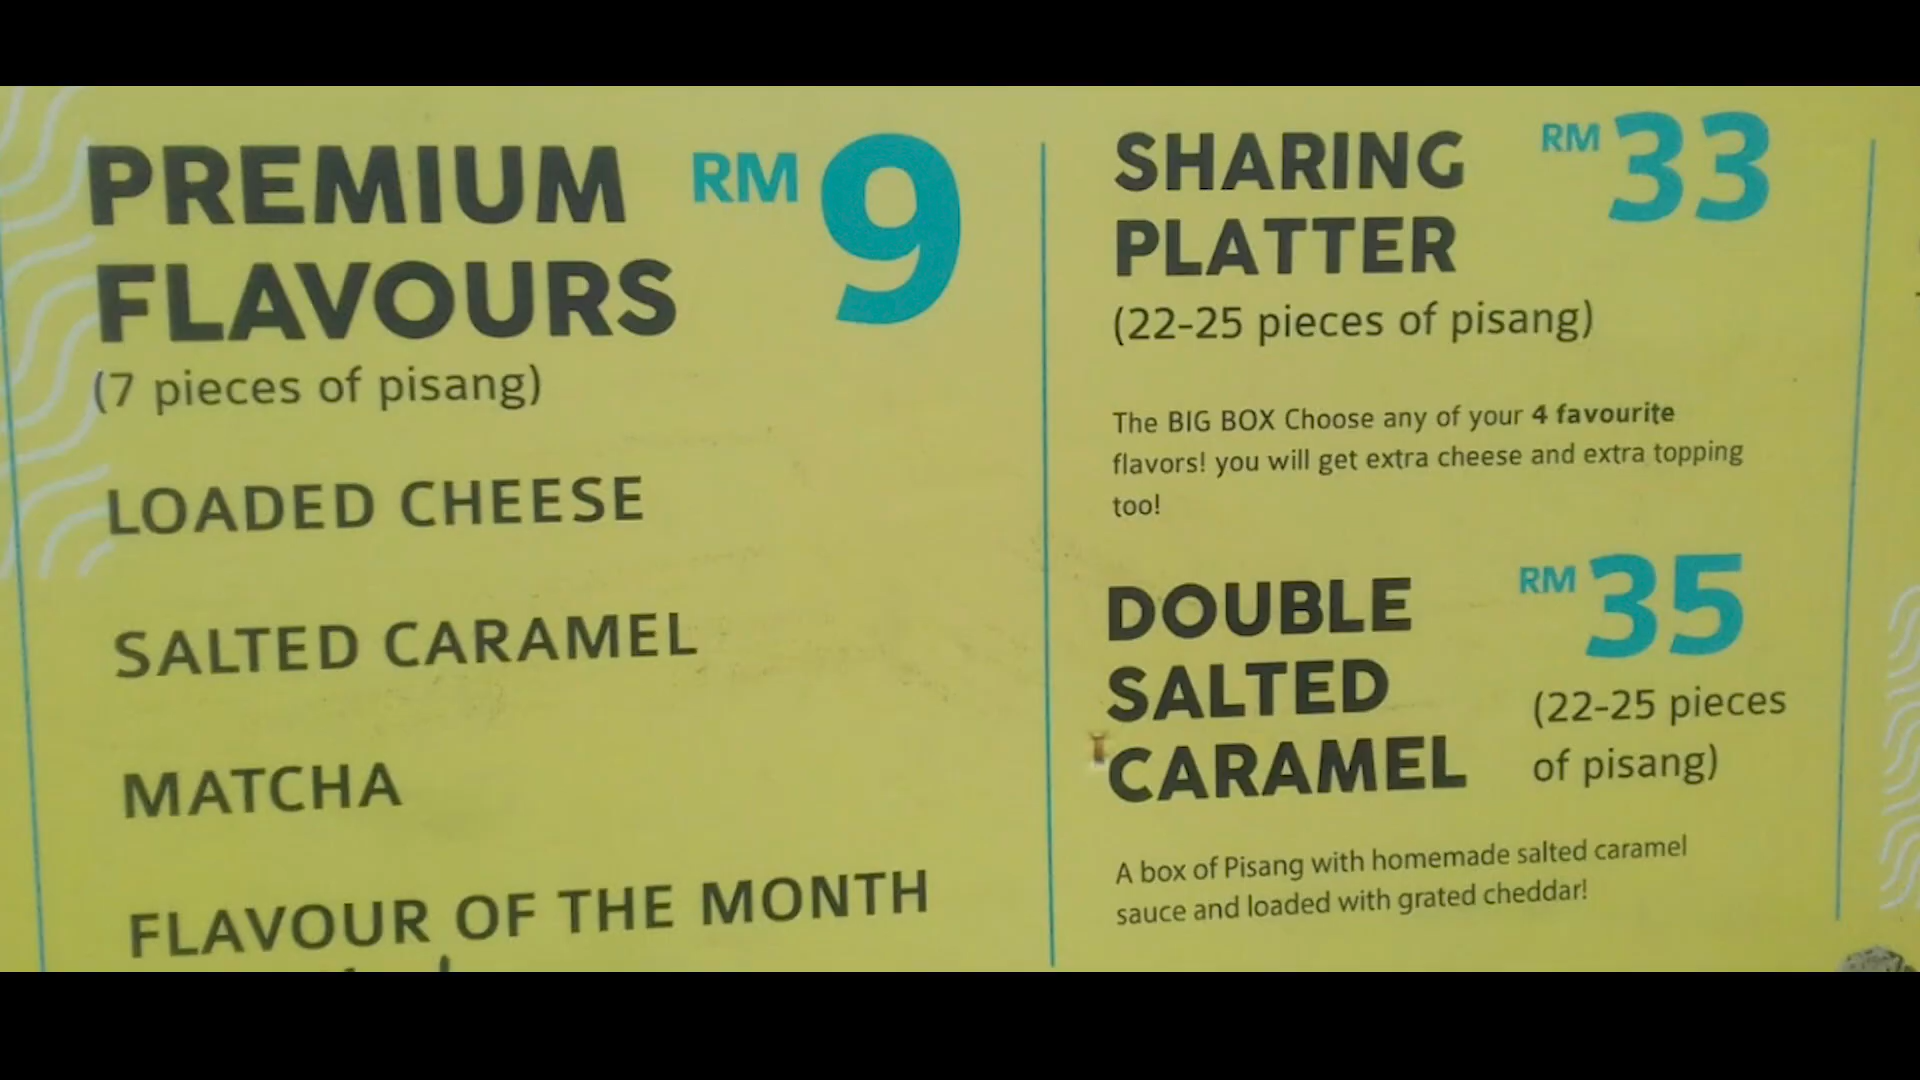 PREMIUM
FLAVOURS
RM 9
(7 pieces of pisang)
LOADED CHEESE
SALTED CARAMEL
MATCHA
FLAVOUR OF THE MONTH
SHARING
PLATTER
RM 33
(22-25 pieces of pisang)
The BIG BOX Choose any of your 4 favourite
flavors! you will get extra cheese and extra topping
too!
DOUBLE
SALTED
CARAMEL
RM 35
(22-25 pieces
of pisang)
A box of Pisang with homemade salted caramel
sauce and loaded with grated cheddar!